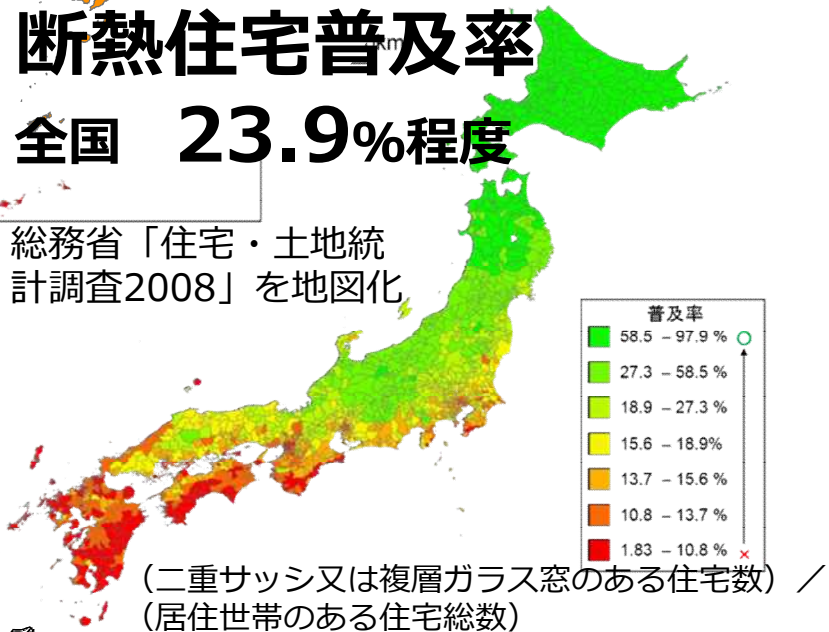 断熱住宅普及率
全国 23.9%程度
総務省「住宅・土地統
計調査2008」を地図化
普及率
58.5 – 97.9 %
27.3 – 58.5 %
18.9 – 27.3 %
15.6 – 18.9%
13.7 – 15.6 %
10.8 – 13.7 %
1.83 – 10.8 %
(二重サッシ又は複層ガラス窓のある住宅数)/
(居住世帯のある住宅総数)